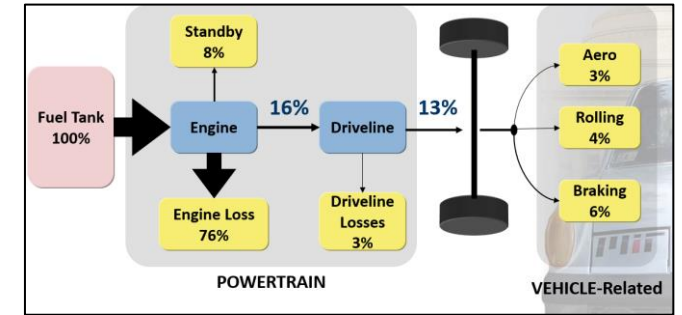 Standby
8%
Fuel Tank
100%
Engine
16%
Driveline
13%
Engine Loss
76%
Driveline
Losses
3%
POWERTRAIN
Aero
3%
Rolling
4%
Braking
6%
VEHICLE-Related